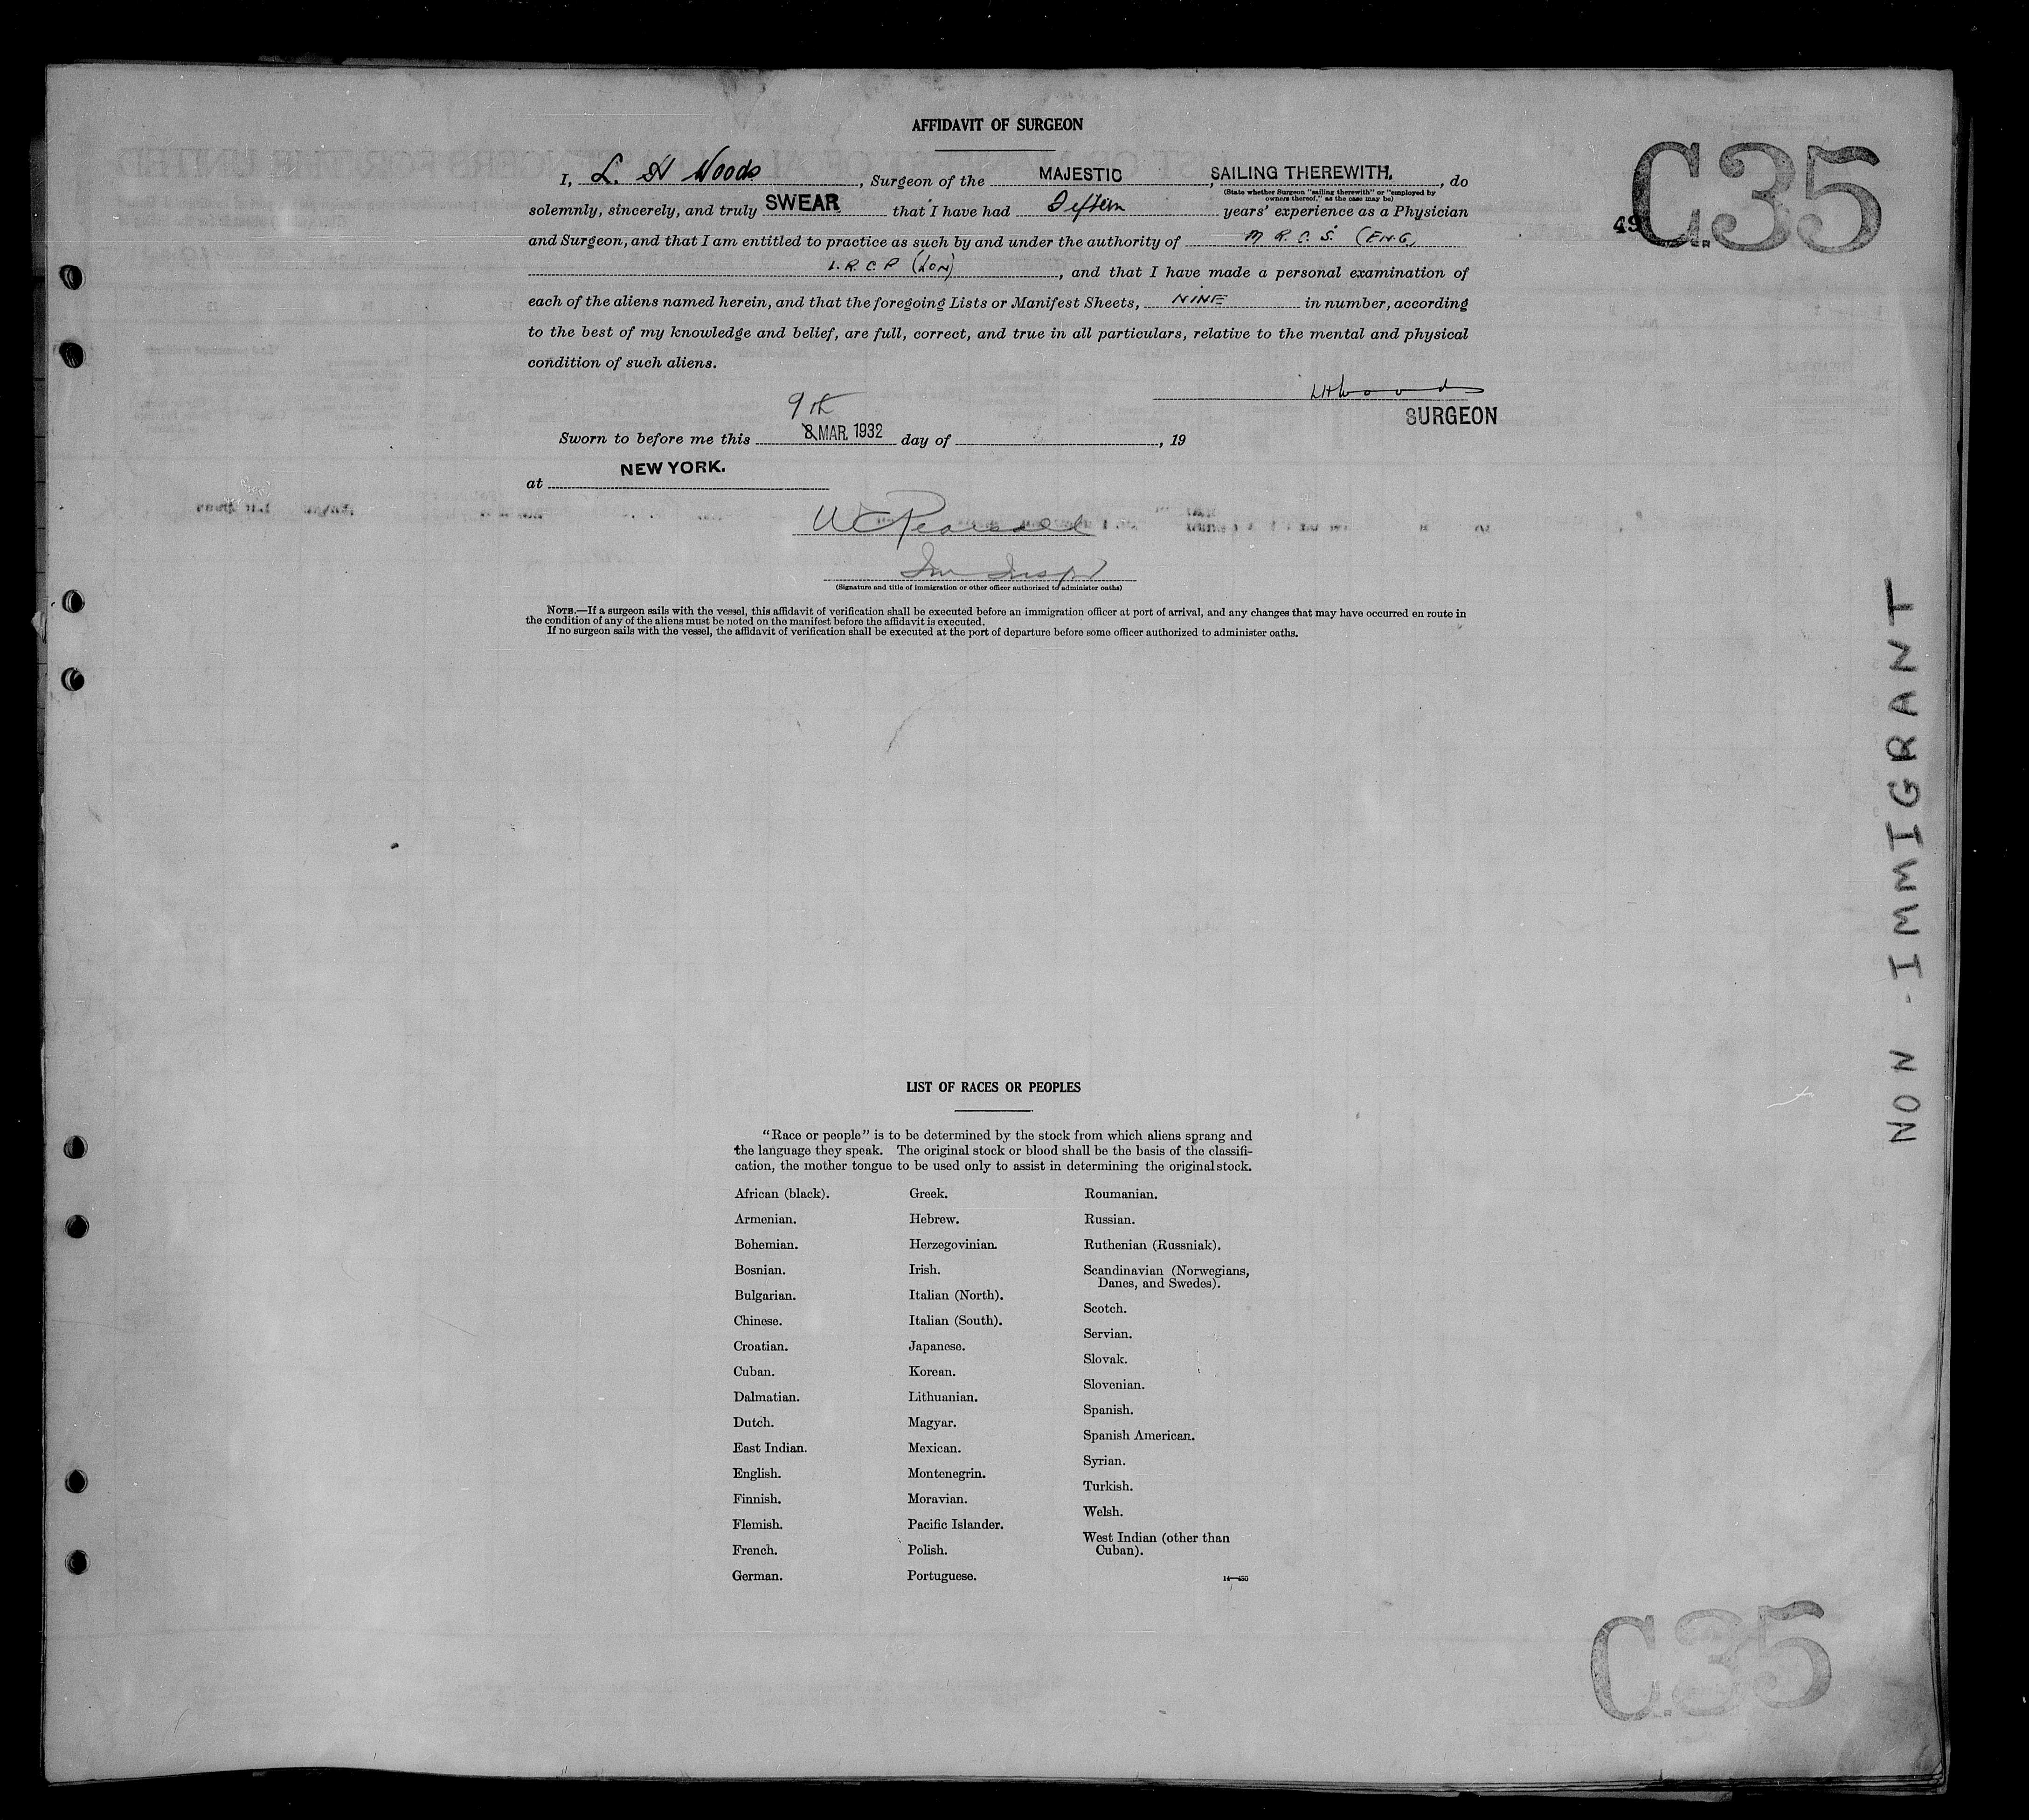 AFFIDAVIT OF SURGEON
C.35
49
I, L. H Woods, Surgeon of the MAJESTIC, SAILING THEREWITH., do
(State whether Surgeon "sailing therewith" or "employed by
owners thereof," as the case may be)
solemnly, sincerely, and truly SWEAR that I have had Fifteen years' experience as a Physician
and Surgeon, and that I am entitled to practice as such by and under the authority of M R. C. S. (ENG)
L. R. C. P (LON), and that I have made a personal examination of
each of the aliens named herein, and that the foregoing Lists or Manifest Sheets, NINE in number, according
to the best of my knowledge and belief, are full, correct, and true in all particulars, relative to the mental and physical
condition of such aliens.
LHWoods
SURGEON
9th
Sworn to before me this 8 MAR. 1932 day of , 19
at NEW YORK.
Imm Inspr
(Signature and title of immigration or other officer authorized to administer oaths)
NOTE.—If a surgeon sails with the vessel, this affidavit of verification shall be executed before an immigration officer at port of arrival, and any changes that may have occurred en route in
the condition of any of the aliens must be noted on the manifest before the affidavit is executed.
If no surgeon sails with the vessel, the affidavit of verification shall be executed at the port of departure before some officer authorized to administer oaths.
NON-IMMIGRANT
LIST OF RACES OR PEOPLES
"Race or people" is to be determined by the stock from which aliens sprang and
the language they speak. The original stock or blood shall be the basis of the classifi-
cation, the mother tongue to be used only to assist in determining the original stock.
African (black).
Armenian.
Bohemian.
Bosnian.
Bulgarian.
Chinese.
Croatian.
Cuban.
Dalmatian.
Dutch.
East Indian.
English.
Finnish.
Flemish.
French.
German.
Greek.
Hebrew.
Herzegovinian.
Irish.
Italian (North).
Italian (South).
Japanese.
Korean.
Lithuanian.
Magyar.
Mexican.
Montenegrin.
Moravian.
Pacific Islander.
Polish.
Portuguese.
Roumanian.
Russian.
Ruthenian (Russniak).
Scandinavian (Norwegians,
Danes, and Swedes).
Scotch.
Servian.
Slovak.
Slovenian.
Spanish.
Spanish American.
Syrian.
Turkish.
Welsh.
West Indian (other than
Cuban).
C.35